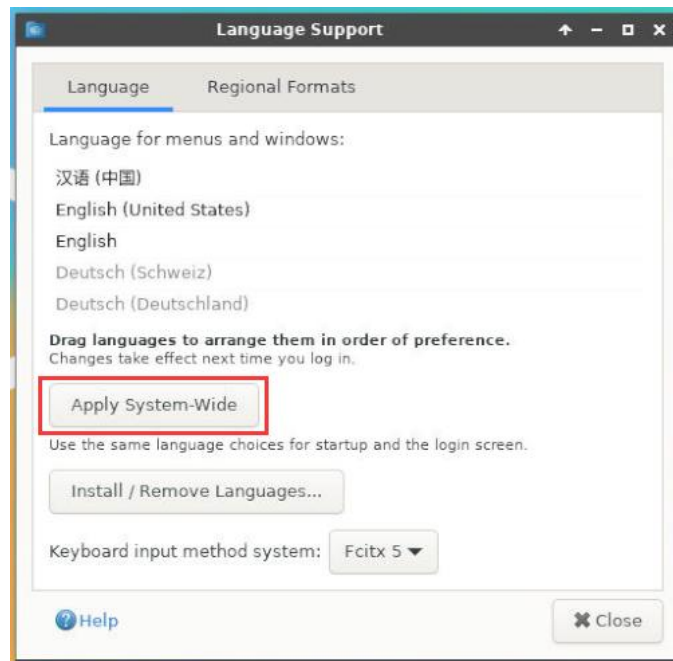 Language Support
Language Regional Formats
Language for menus and windows:
汉语 (中国)
English (United States)
English
Deutsch (Schweiz)
Deutsch (Deutschland)
Drag languages to arrange them in order of preference.
Changes take effect next time you log in.
Apply System-Wide
Use the same language choices for startup and the login screen.
Install / Remove Languages...
Keyboard input method system: Fcitx 5
Help Close